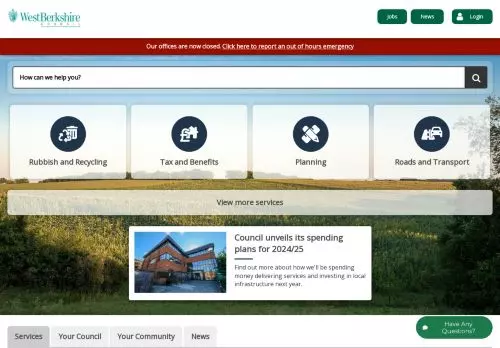 West Berkshire
COUNCIL
Jobs
News
Login
Our offices are now closed. Click here to report an out of hours emergency
How can we help you?
Rubbish and Recycling
Tax and Benefits
Planning
Roads and Transport
View more services
Council unveils its spending
plans for 2024/25
Find out more about how we'll be spending
money delivering services and investing in local
infrastructure next year.
Have Any
Questions?
Services
Your Council
Your Community
News